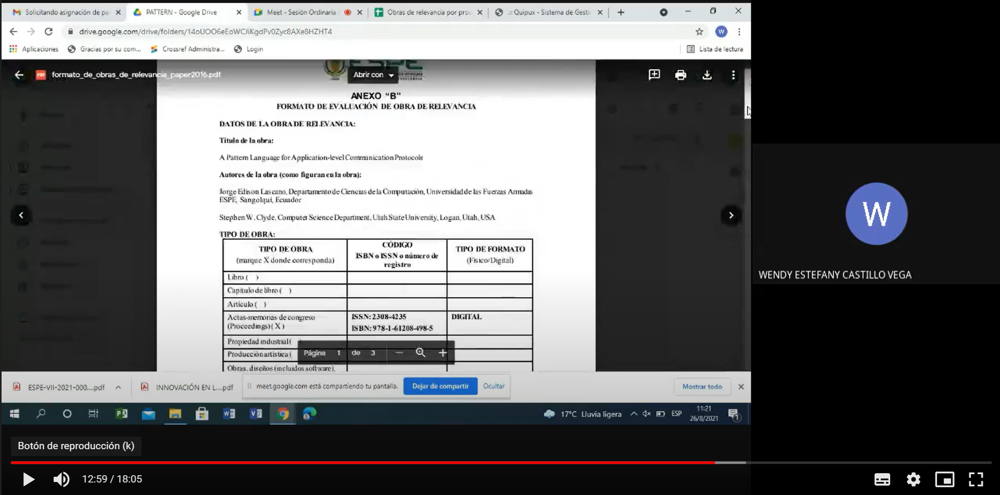 Solicitando asignación de pa
PATTERN - Google Drive
Meet - Sesión Ordinaria
Obras de relevancia por proc
.:: Quipux - Sistema de Gesti
drive.google.com/drive/folders/14oUOO6eEoWCJiKgdPv0Zyc8AXe8HZHT4
W
Aplicaciones
Gracias por su com...
Crossref Administra...
Login
Lista de lectura
formato_de_obras_de_relevancia_paper2016.pdf
ESPE
Abrir con
ANEXO “B”
FORMATO DE EVALUACIÓN DE OBRA DE RELEVANCIA
DATOS DE LA OBRA DE RELEVANCIA:
Título de la obra:
A Pattern Language for Application-level Communication Protocols
Autores de la obra (como figuran en la obra):
Jorge Edison Lascano, Departamento de Ciencias de la Computación, Universidad de las Fuerzas Armadas
ESPE, Sangolqui, Ecuador
Stephen W. Clyde, Computer Science Department, Utah State University, Logan, Utah, USA
TIPO DE OBRA:
TIPO DE OBRA
(marque X donde corresponda)
CÓDIGO
ISBN o ISSN o número de
registro
TIPO DE FORMATO
(Físico/Digital)
Libro ( )
Capítulo de libro ( )
Artículo ( )
Actas-memorias de congreso
(Proceedings) ( X )
ISSN: 2308-4235
ISBN: 978-1-61208-498-5
DIGITAL
Propiedad industrial (
Producción artística (
Obras, diseños (incluidos software),
Página 1 de 3
W
WENDY ESTEFANY CASTILLO VEGA
ESPE-VII-2021-000....pdf
INNOVACIÓN EN L....pdf
meet.google.com está compartiendo tu pantalla.
Dejar de compartir
Ocultar
Mostrar todo
17°C Lluvia ligera
ESP
11:21
26/8/2021
1
Botón de reproducción (k)
12:59 / 18:05